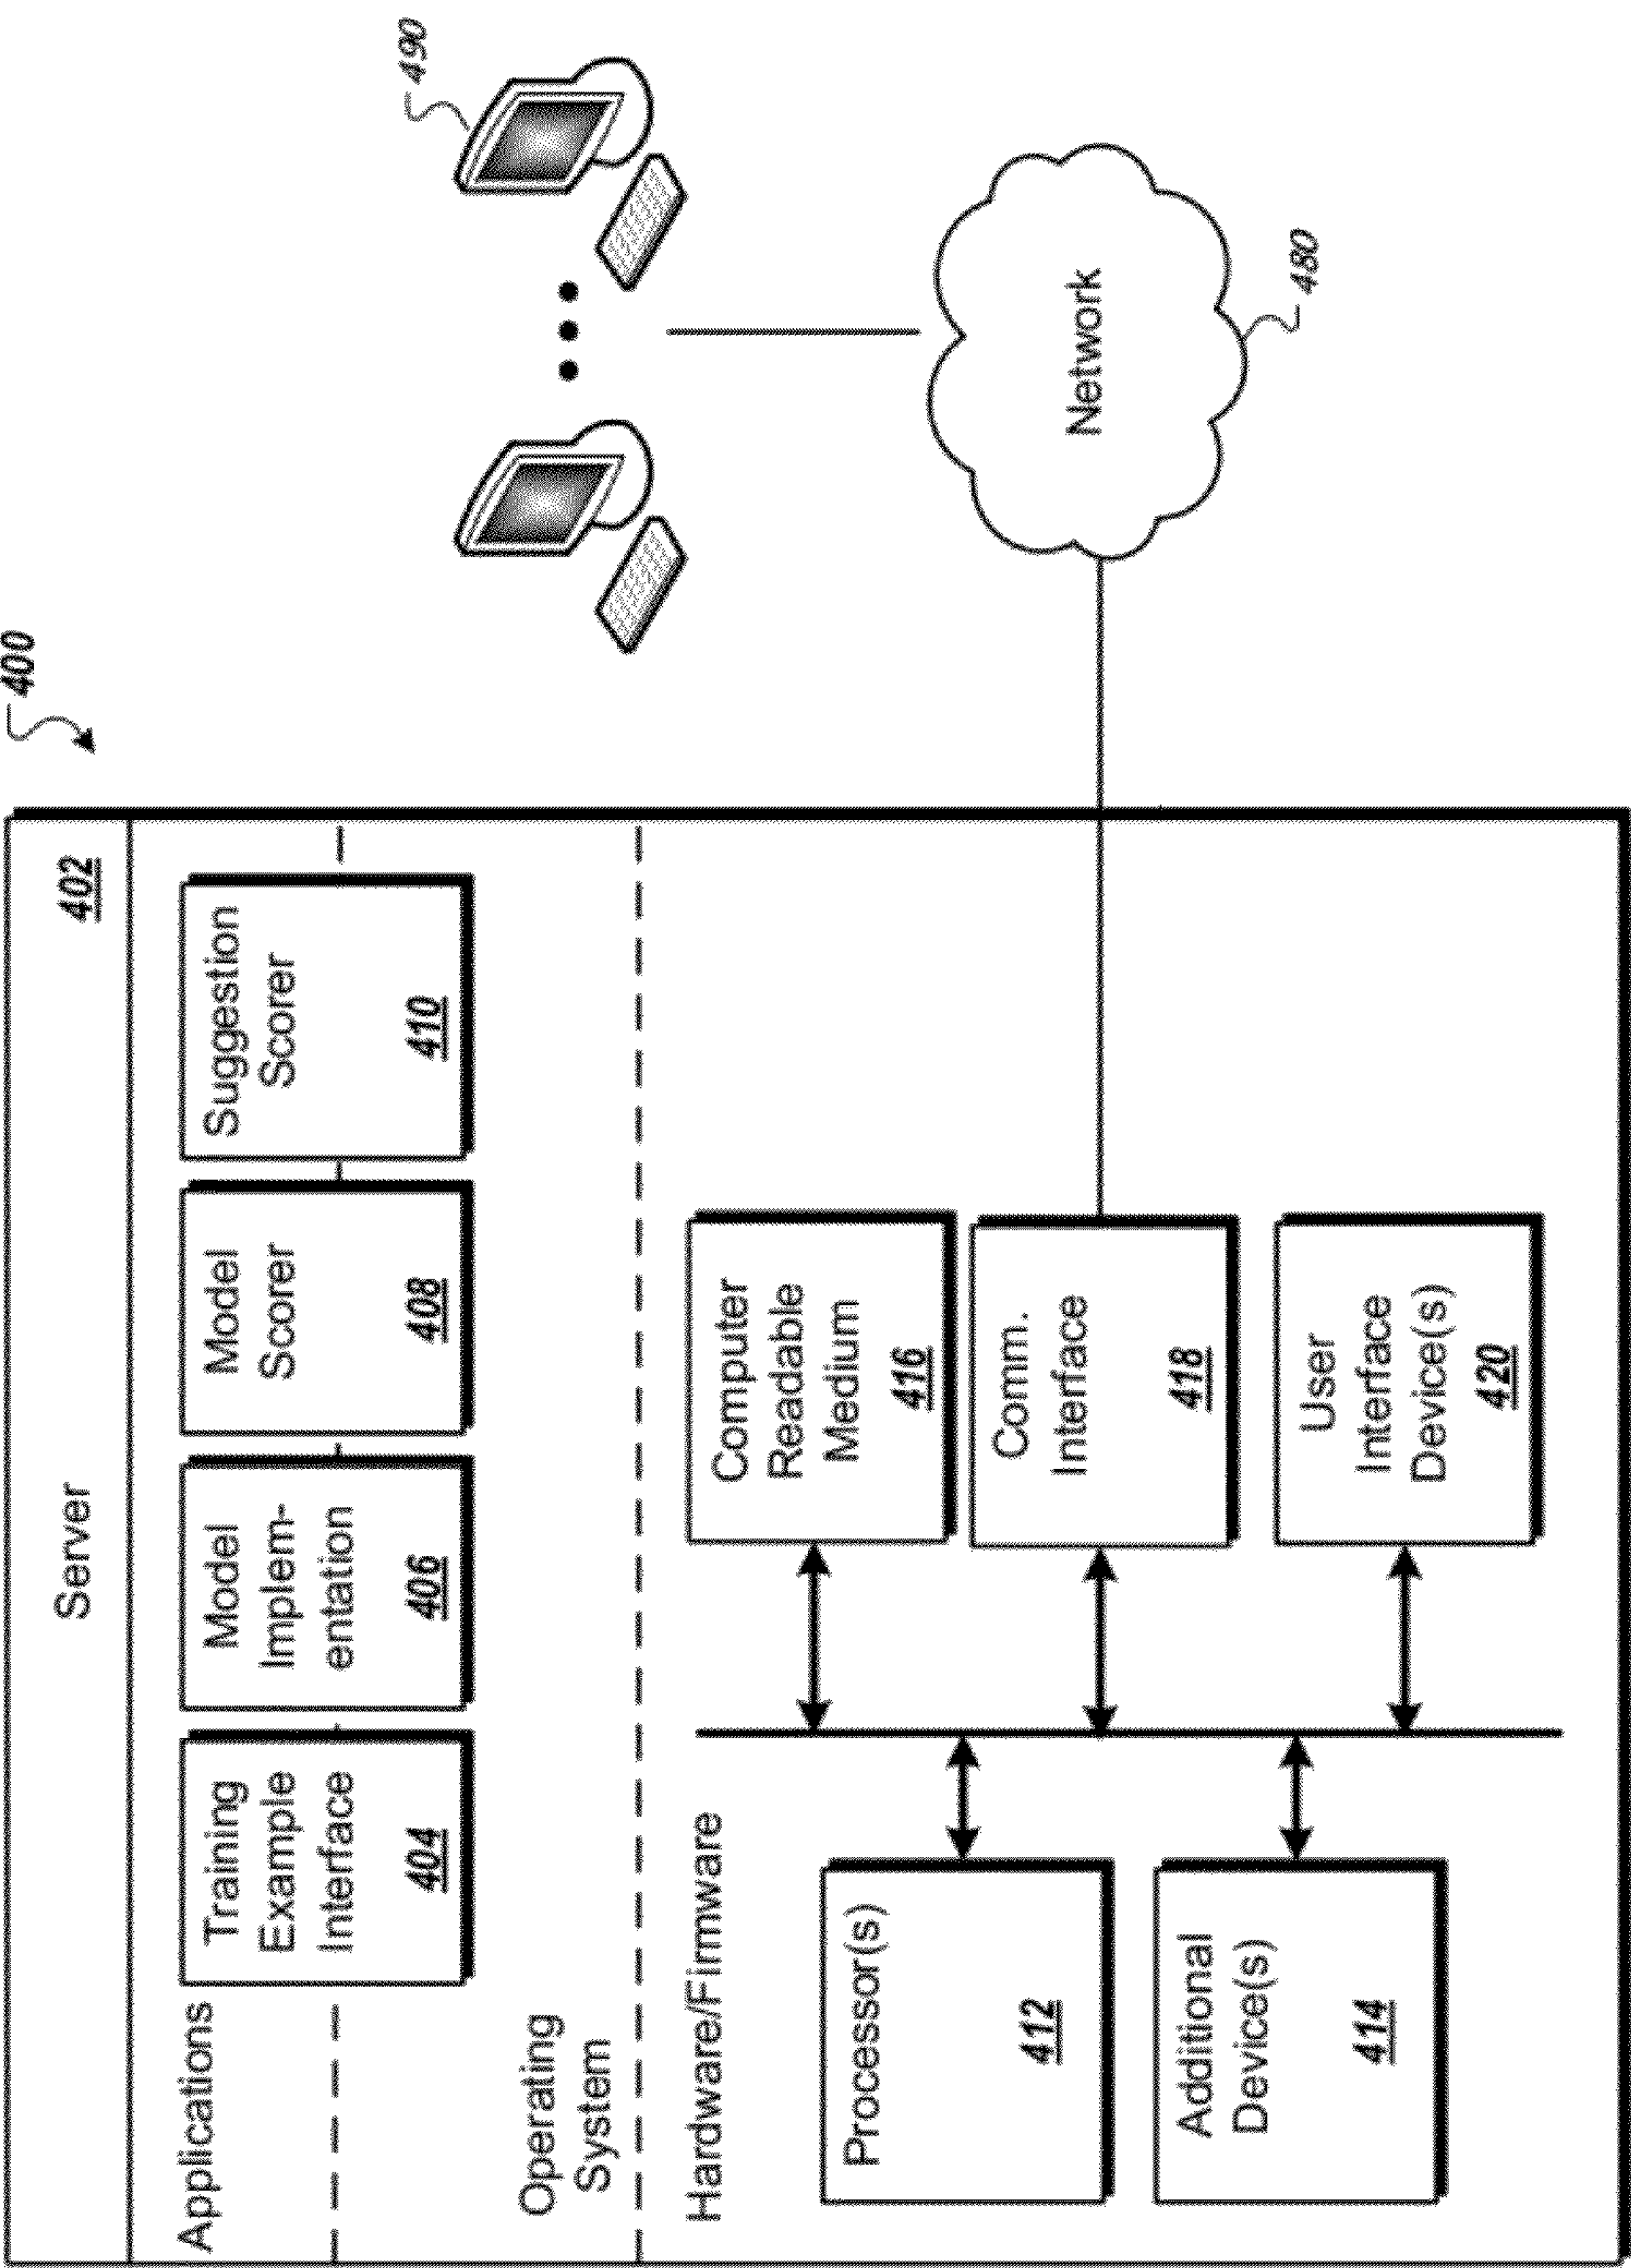 400
Server
402
Applications
Training
Example
Interface
404
Model
Implem-
entation
406
Model
Scorer
408
Suggestion
Scorer
410
Operating
System
Hardware/Firmware
Processor(s)
412
Additional
Device(s)
414
Computer
Readable
Medium
416
Comm.
Interface
418
User
Interface
Device(s)
420
490
Network
480